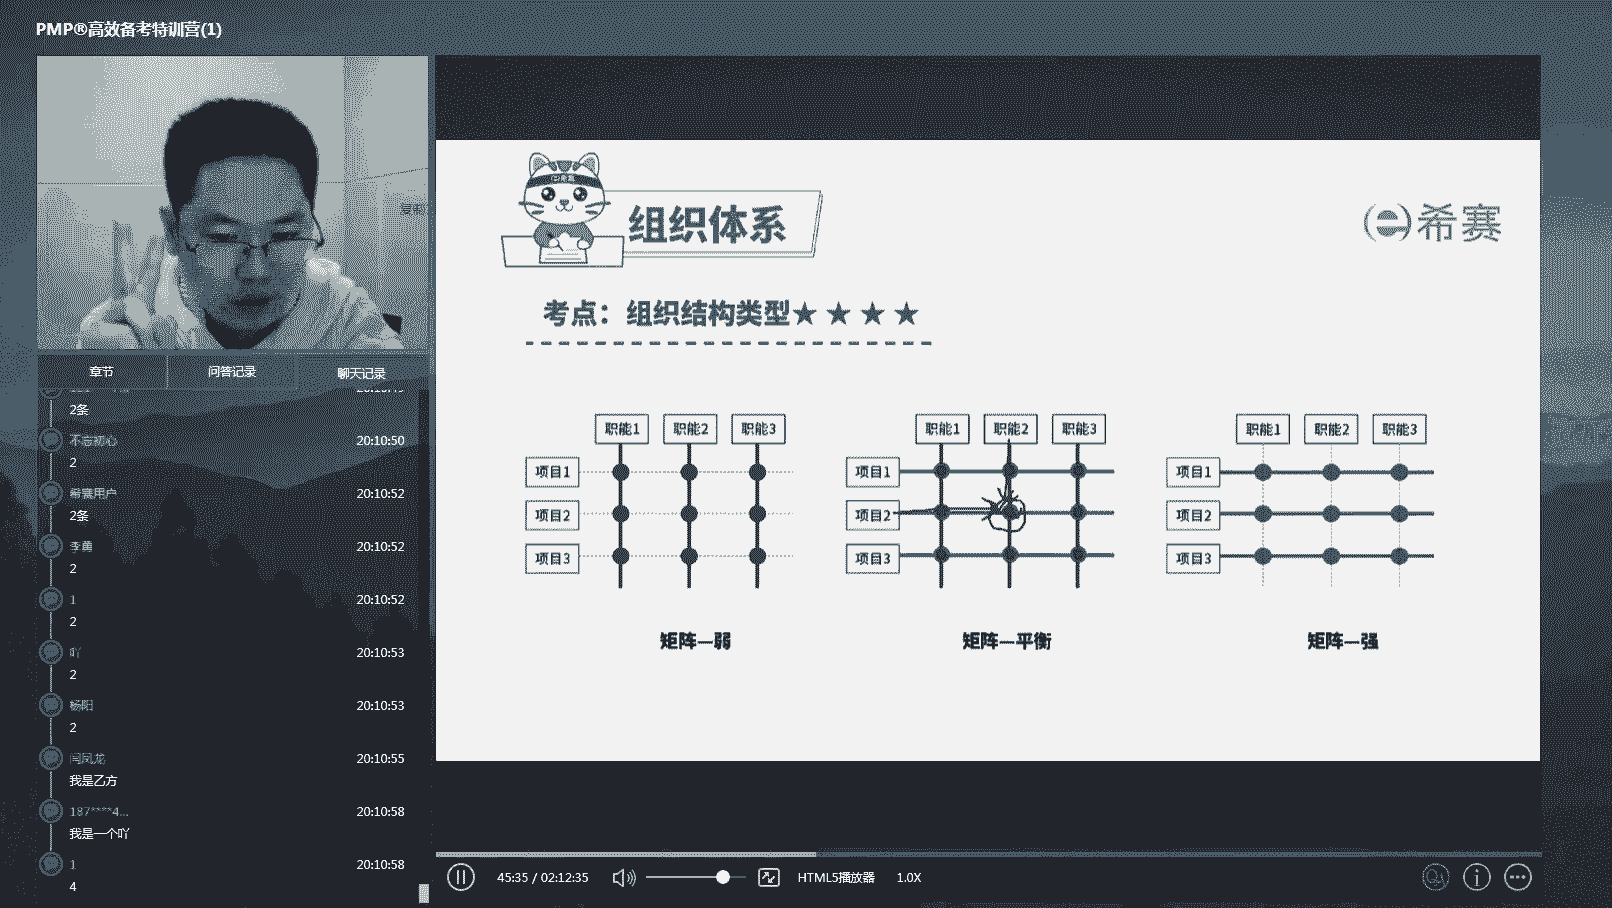 PMP®高效备考特训营(1)
章节
问答记录
聊天记录
2条
不忘初心
20:10:50
2
希赛用户
20:10:52
2条
李茜
20:10:52
2
1
20:10:52
2
吖
20:10:53
2
杨阳
20:10:53
2
闫凤龙
20:10:55
我是乙方
187****4...
20:10:58
我是一个吖
1
20:10:58
4
组织体系
希赛
考点：组织结构类型★★★★
职能1 职能2 职能3
项目1
项目2
项目3
矩阵—弱
职能1 职能2 职能3
项目1
项目2
项目3
矩阵—平衡
职能1 职能2 职能3
项目1
项目2
项目3
矩阵—强
45:35 / 02:12:35
HTML5播放器
1.0X